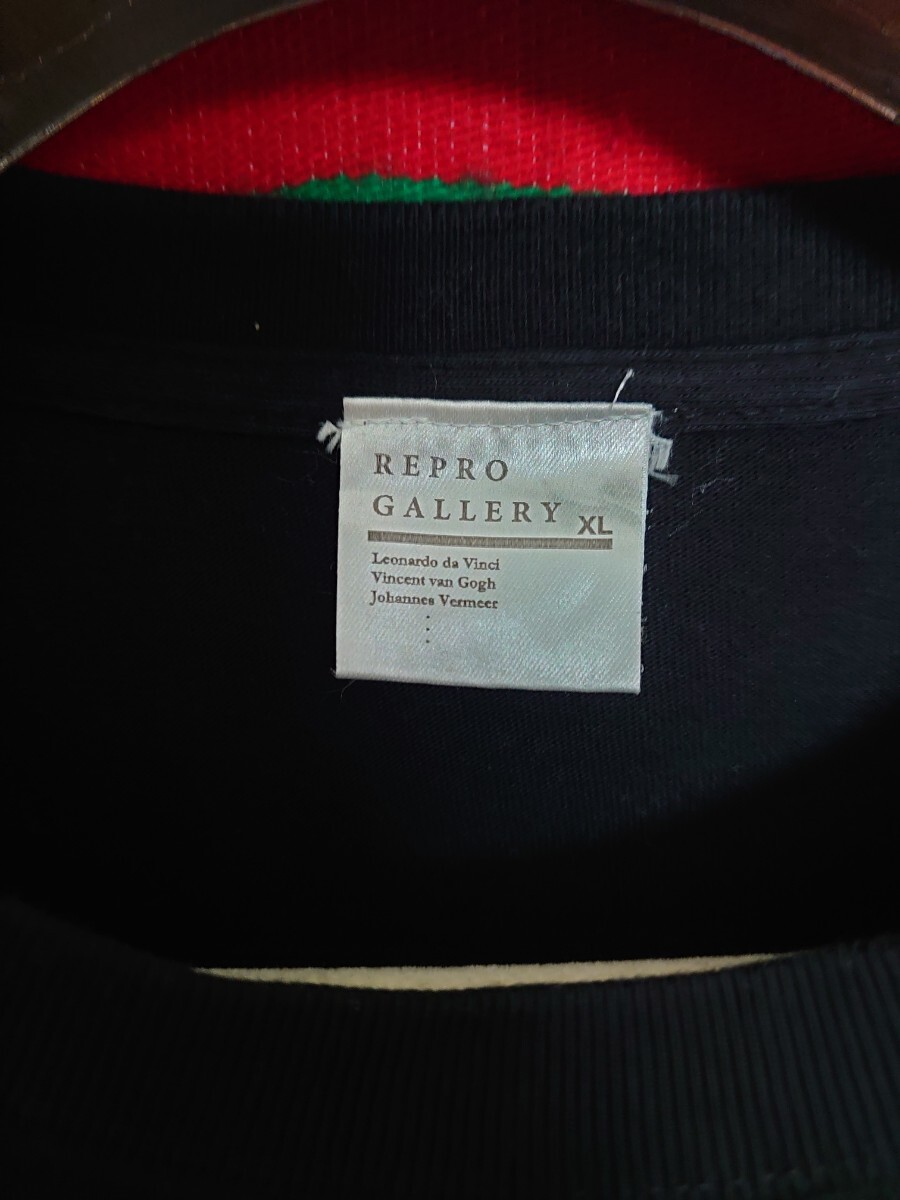 REPRO
GALLERY XL
Leonardo da Vinci
Vincent van Gogh
Johannes Vermeer
⋮